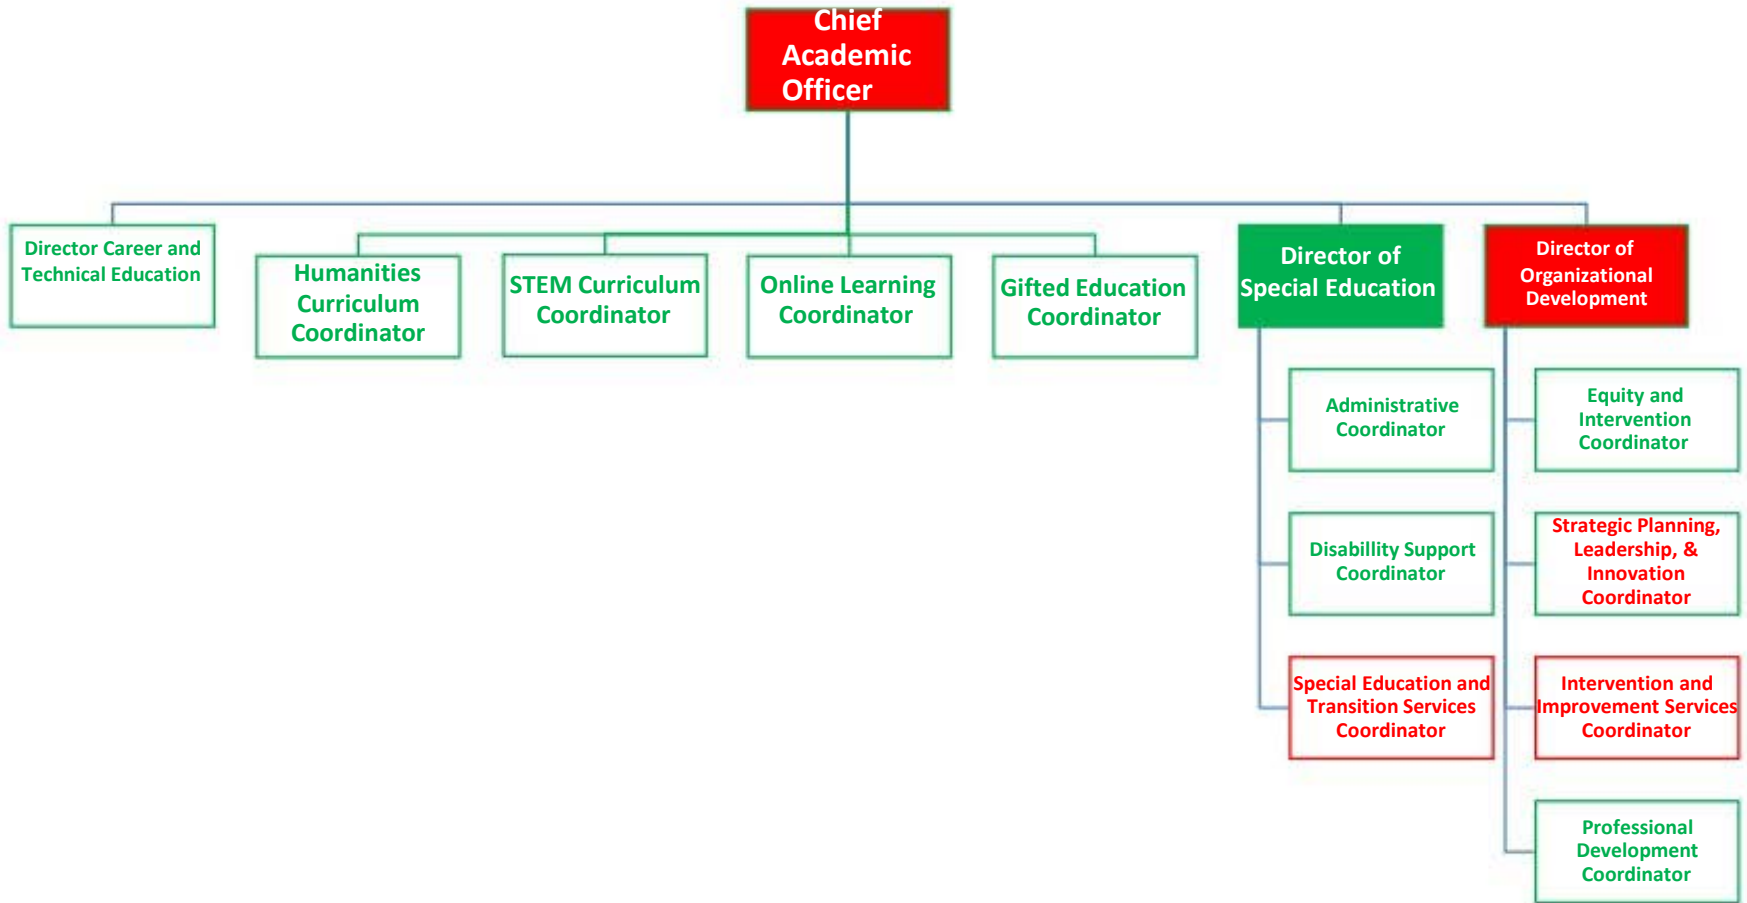 Chief
Academic
Officer
Director Career and
Technical Education
Humanities
Curriculum
Coordinator
STEM Curriculum
Coordinator
Online Learning
Coordinator
Gifted Education
Coordinator
Director of
Special Education
Director of
Organizational
Development
Administrative
Coordinator
Equity and
Intervention
Coordinator
Disabillity Support
Coordinator
Strategic Planning,
Leadership, &
Innovation
Coordinator
Special Education and
Transition Services
Coordinator
Intervention and
Improvement Services
Coordinator
Professional
Development
Coordinator